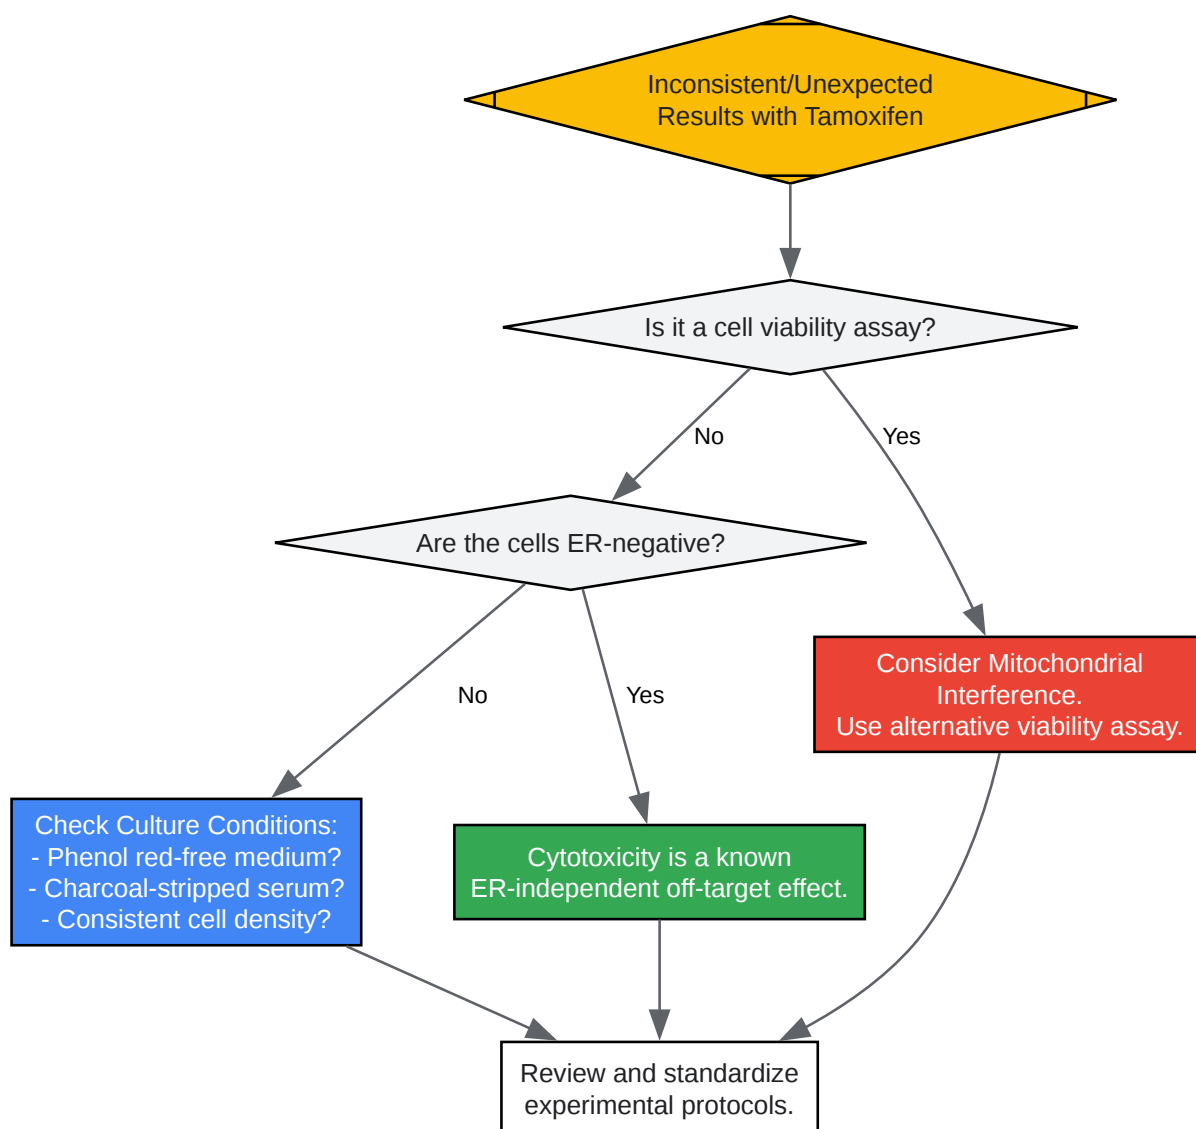 Inconsistent/Unexpected
Results with Tamoxifen
Is it a cell viability assay?
No
Yes
Are the cells ER-negative?
No
Yes
Consider Mitochondrial
Interference.
Use alternative viability assay.
Check Culture Conditions:
- Phenol red-free medium?
- Charcoal-stripped serum?
- Consistent cell density?
Cytotoxicity is a known
ER-independent off-target effect.
Review and standardize
experimental protocols.